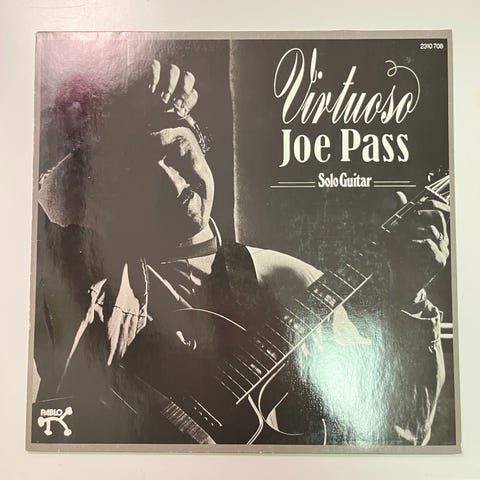 2310 708
Virtuoso
Joe Pass
Solo Guitar
PABLO